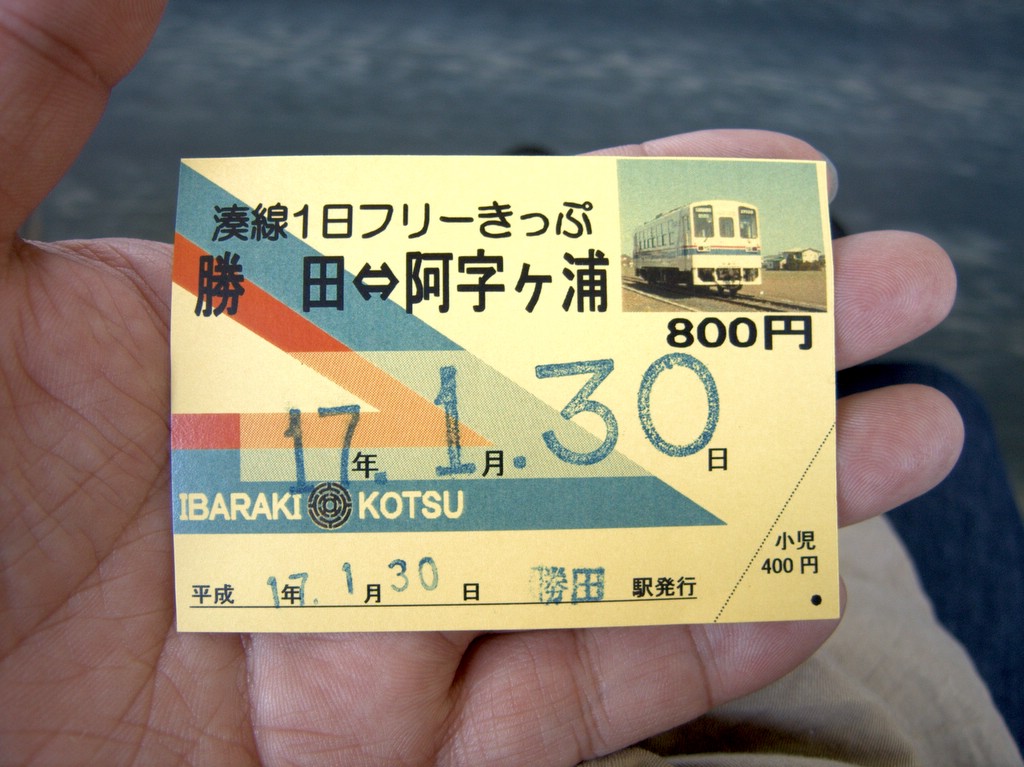 湊線1日フリーきっぷ
勝 田⇔阿字ヶ浦
800円
17年.1月.30日
IBARAKI KOTSU
小児
400円
平成 17年.1月30日 勝田 駅発行